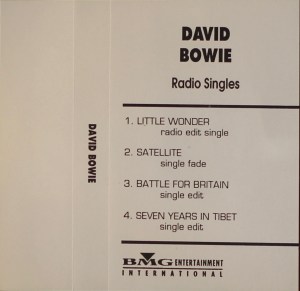 DAVID BOWIE
DAVID
BOWIE
Radio Singles
1. LITTLE WONDER
radio edit single
2. SATELLITE
single fade
3. BATTLE FOR BRITAIN
single edit
4. SEVEN YEARS IN TIBET
single edit
BMG ENTERTAINMENT
INTERNATIONAL